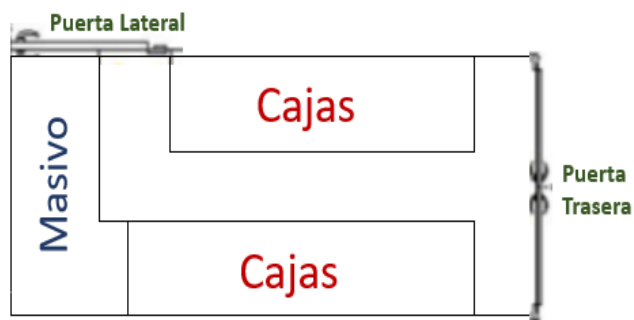 Puerta Lateral
Cajas
Masivo
Puerta
Trasera
Cajas